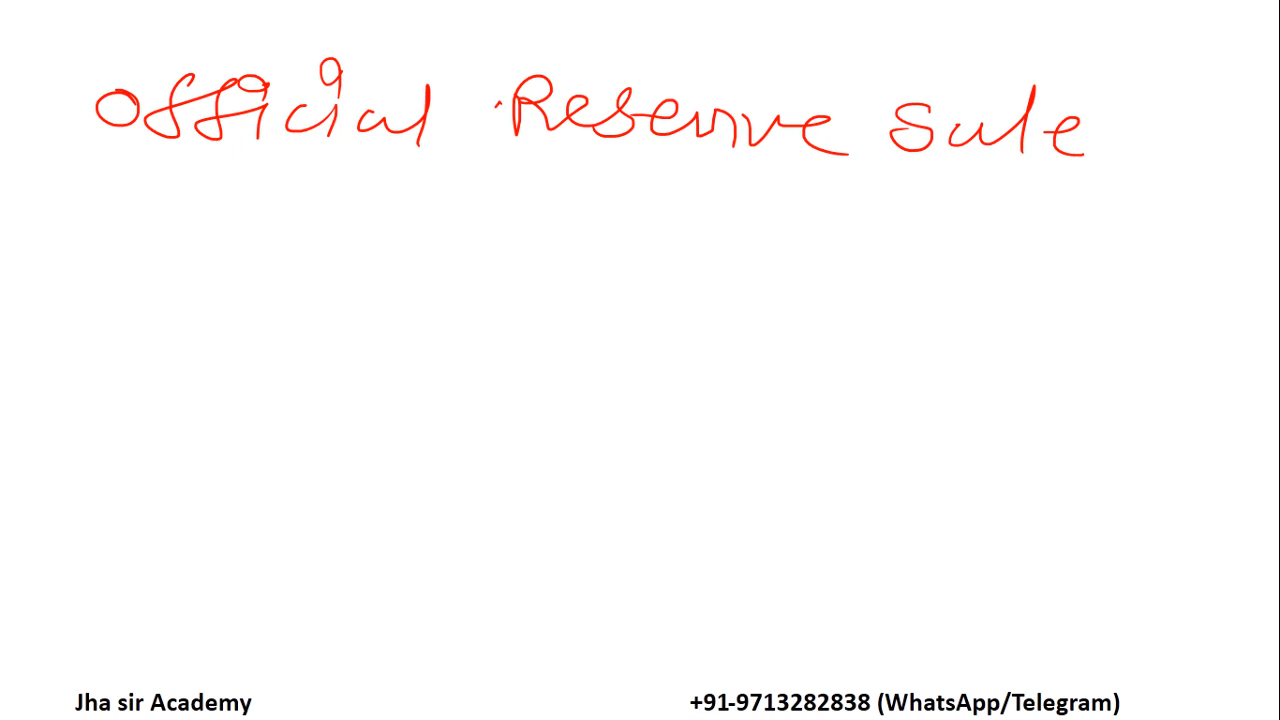 Official Reserve Sale
Jha sir Academy
+91-9713282838 (WhatsApp/Telegram)